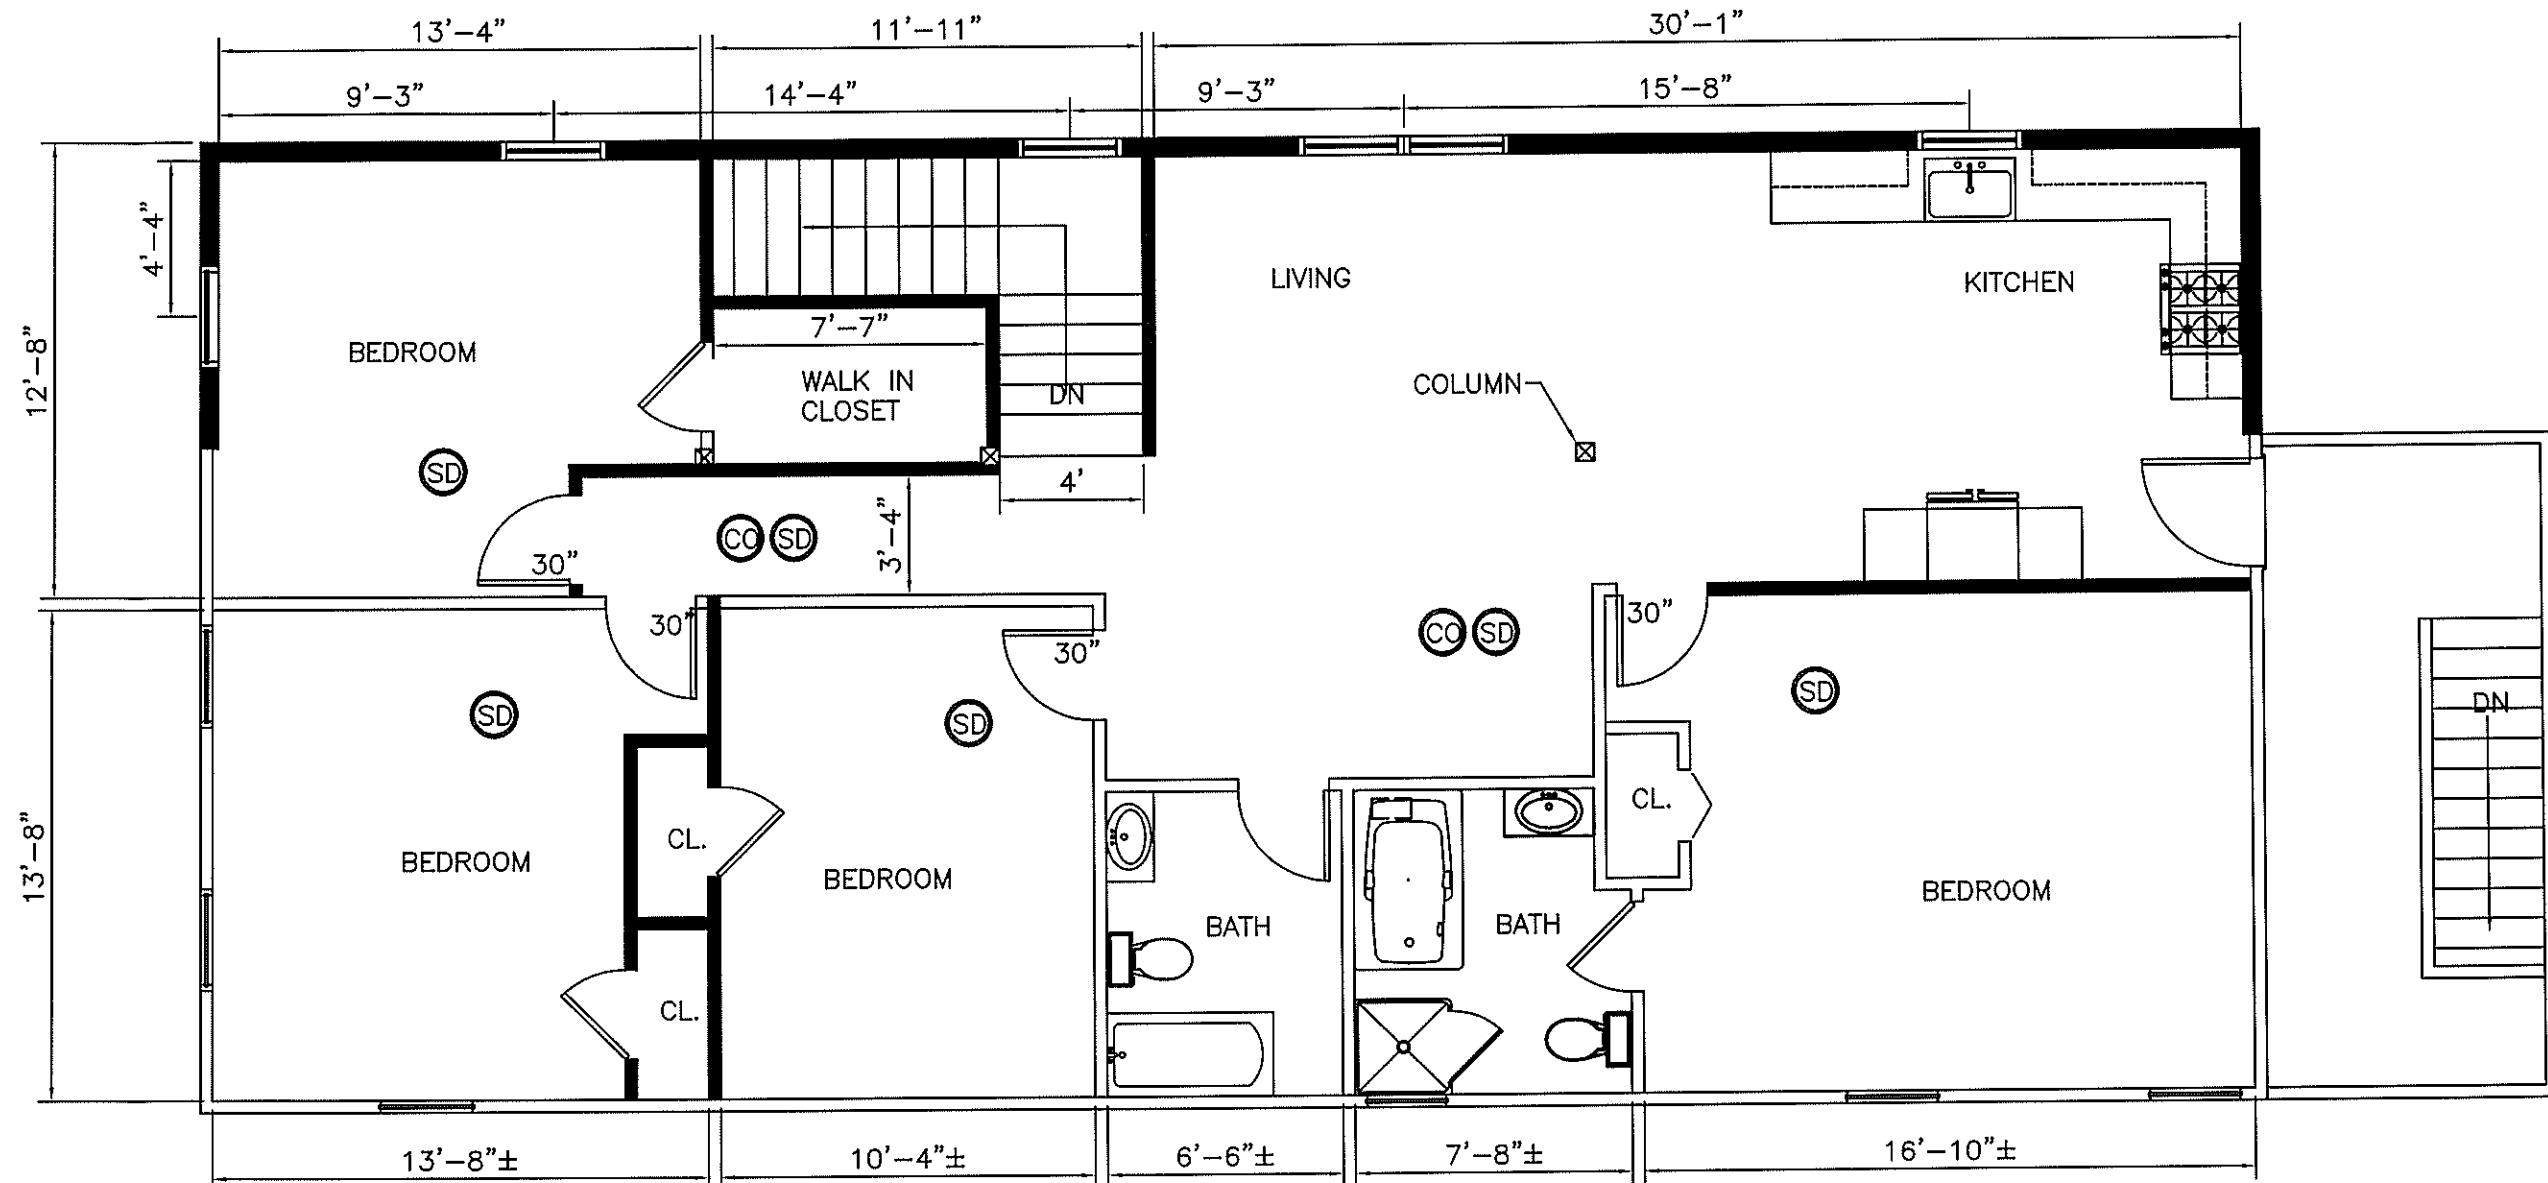 13'-4"
11'-11"
30'-1"
9'-3"
14'-4"
9'-3"
15'-8"
4'-4"
12'-8"
LIVING
KITCHEN
7'-7"
BEDROOM
WALK IN
CLOSET
DN
COLUMN
SD
4'
3'-4"
CO
SD
30"
30"
30"
CO
SD
30"
SD
SD
SD
DN
13'-8"
CL.
CL.
BEDROOM
BEDROOM
BEDROOM
BATH
BATH
CL.
13'-8"±
10'-4"±
6'-6"±
7'-8"±
16'-10"±